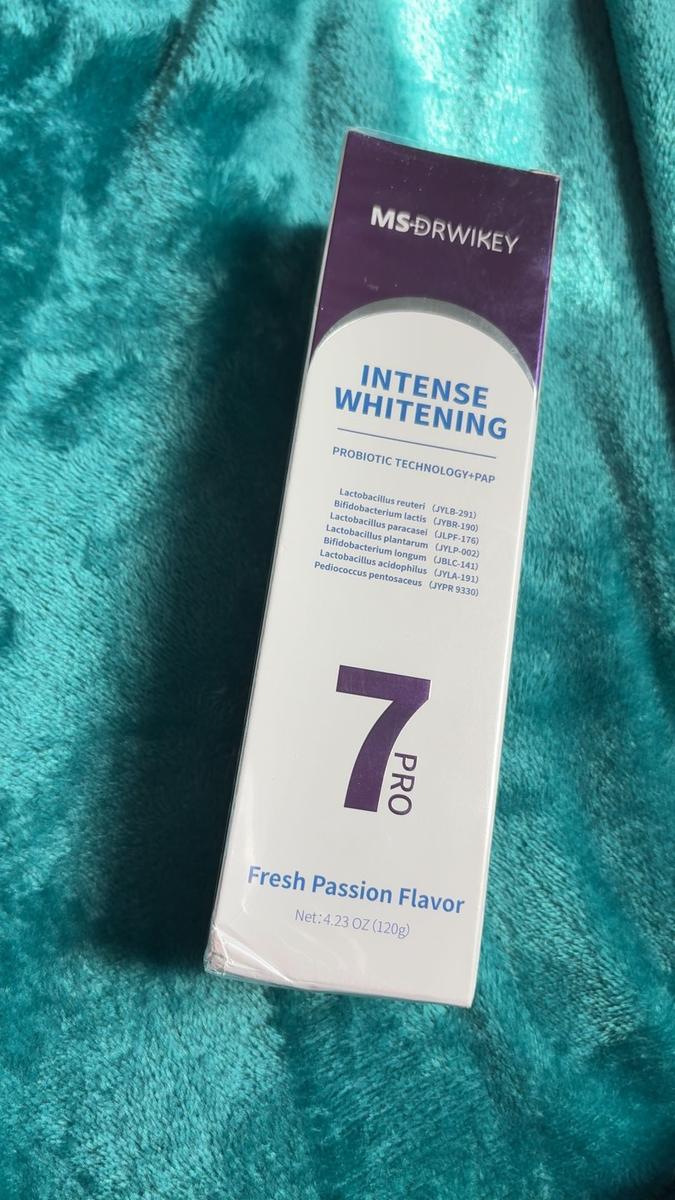 MS+DRWIKEY
INTENSE
WHITENING
PROBIOTIC TECHNOLOGY+PAP
Lactobacillus reuteri (JYLB-291)
Bifidobacterium lactis (JYBR-190)
Lactobacillus paracasei (JLPF-176)
Lactobacillus plantarum (JYLP-002)
Bifidobacterium longum (JBLC-141)
Lactobacillus acidophilus (JYLA-191)
Pediococcus pentosaceus (JYPR 9330)
7 PRO
Fresh Passion Flavor
Net:4.23 OZ (120g)